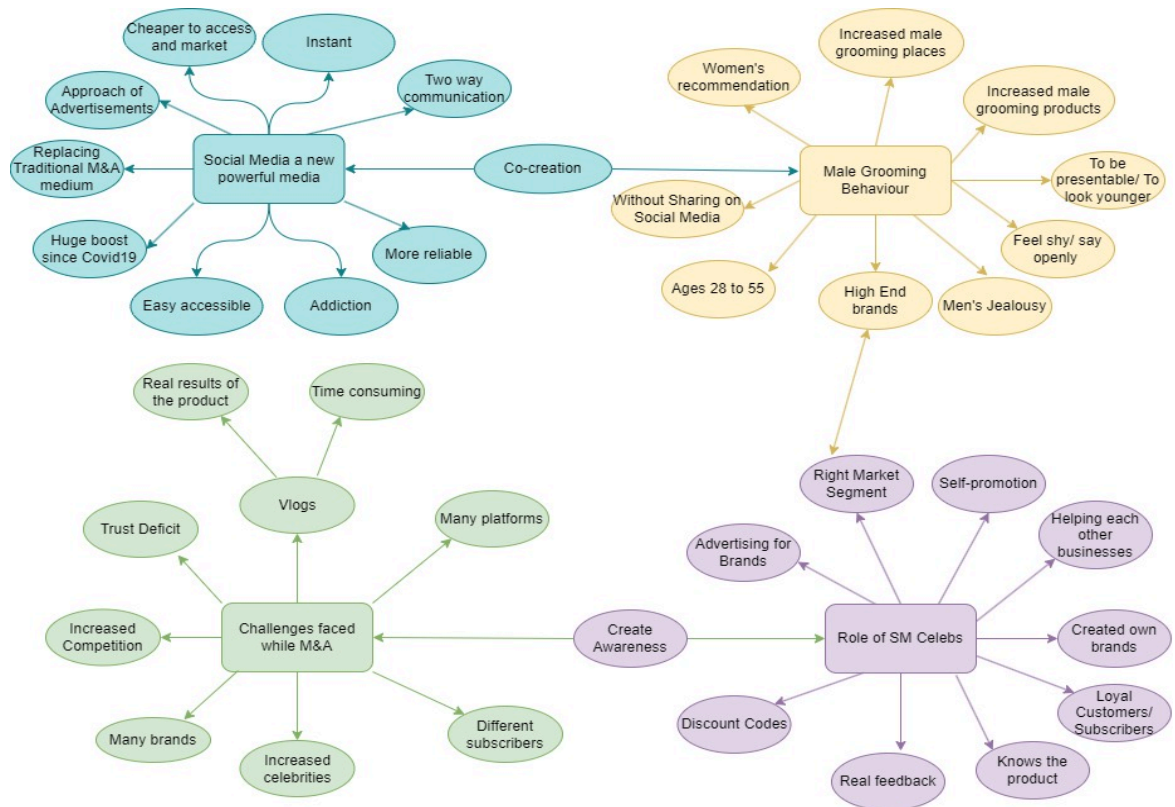 Cheaper to access
and market
Instant
Approach of
Advertisements
Two way
communication
Replacing
Traditional M&A
medium
Social Media a new
powerful media
Co-creation
Huge boost
since Covid19
More reliable
Easy accessible
Addiction
Increased male
grooming places
Women's
recommendation
Increased male
grooming products
Male Grooming
Behaviour
To be
presentable/ To
look younger
Without Sharing on
Social Media
Feel shy/ say
openly
Ages 28 to 55
High End
brands
Men's Jealousy
Real results of
the product
Time consuming
Vlogs
Trust Deficit
Many platforms
Increased
Competition
Challenges faced
while M&A
Create
Awareness
Many brands
Increased
celebrities
Different
subscribers
Right Market
Segment
Self-promotion
Advertising for
Brands
Helping each
other
businesses
Role of SM Celebs
Created own
brands
Discount Codes
Loyal
Customers/
Subscribers
Real feedback
Knows the
product